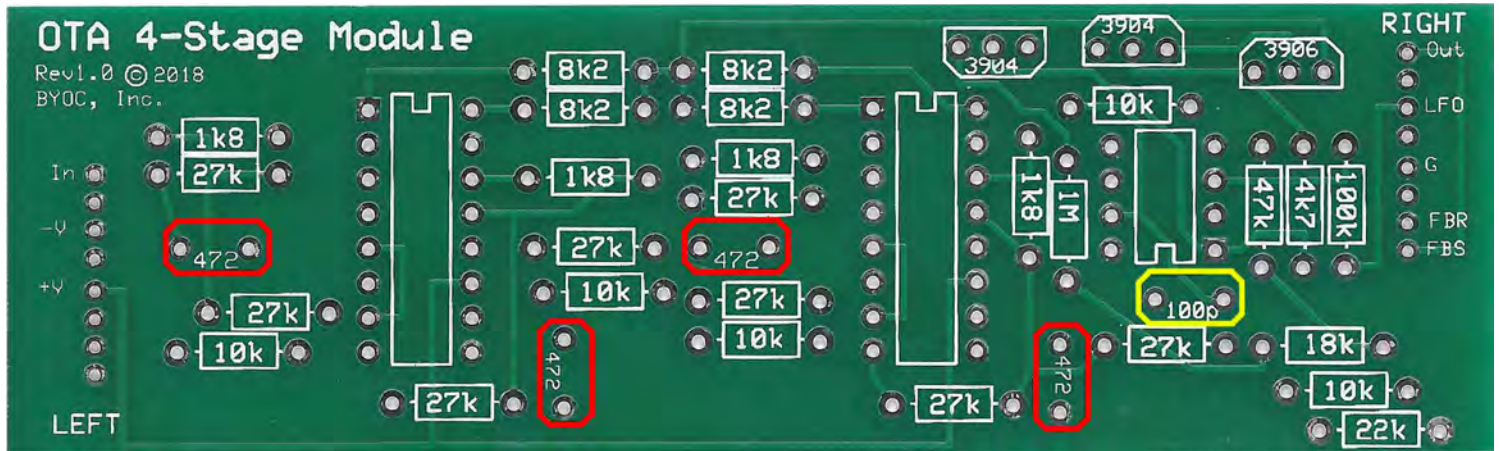 OTA 4-Stage Module
Rev1.0 © 2018
BYOC, Inc.
RIGHT
3904
3904
3906
Out
8k2
8k2
8k2
8k2
10k
LFO
1k8
27k
In
1k8
1k8
27k
1k8
1M
47k
4k7
100k
G
-V
472
27k
472
FBR
FBS
+V
27k
10k
27k
100p
10k
472
10k
472
27k
18k
27k
27k
10k
22k
LEFT